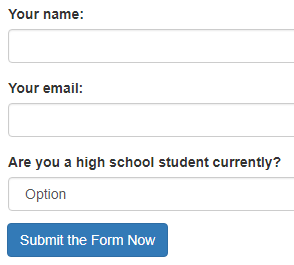 Your name:
Your email:
Are you a high school student currently?
Option
Submit the Form Now